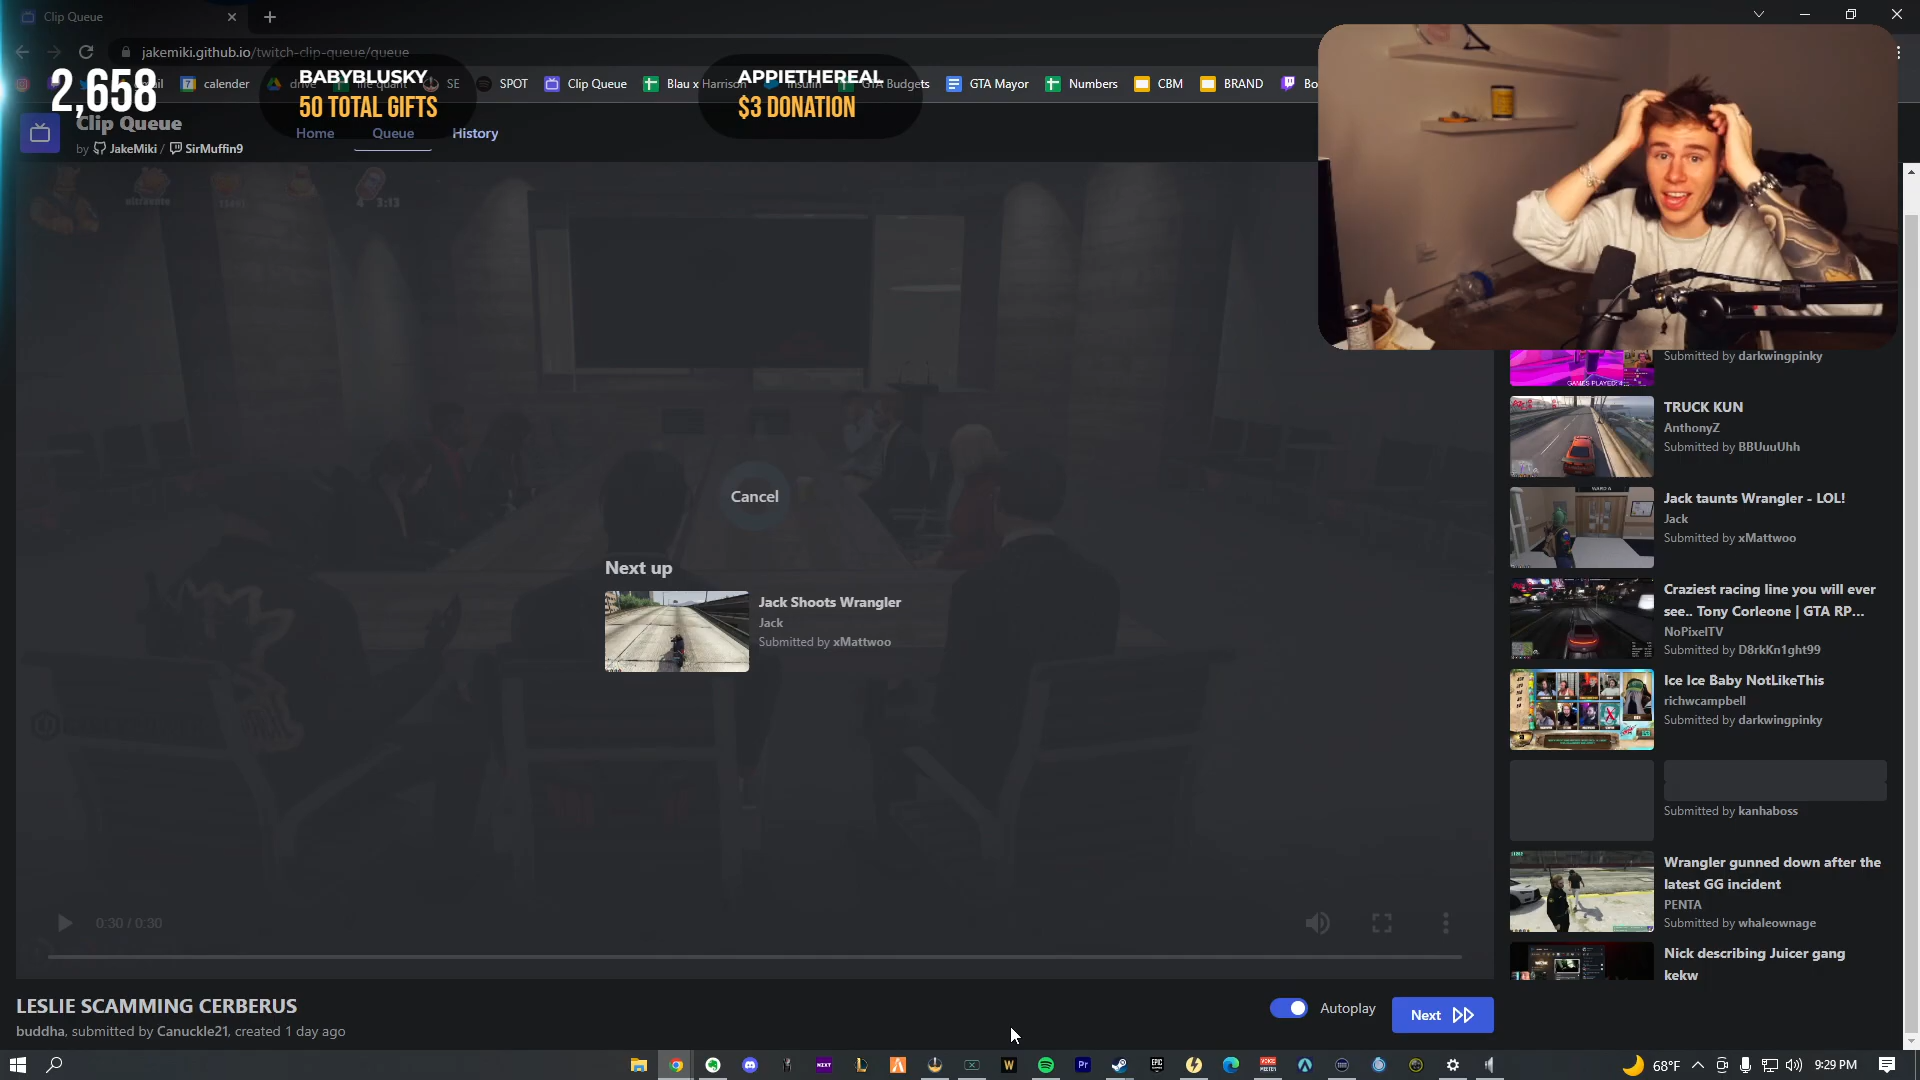 Clip Queue
jakemiki.github.io/twitch-clip-queue/queue
calender
SE
SPOT
Clip Queue
Blau x Harrison
GTA Budgets
GTA Mayor
Numbers
CBM
BRAND
2,658
BABYBLUSKY
50 TOTAL GIFTS
APPIETHEREAL
$3 DONATION
Clip Queue
by JakeMiki / SirMuffin9
Home
Queue
History
3:13
Cancel
Next up
Jack Shoots Wrangler
Jack
Submitted by xMattwoo
0:30 / 0:30
Submitted by darkwingpinky
TRUCK KUN
AnthonyZ
Submitted by BBUuuUhh
Jack taunts Wrangler - LOL!
Jack
Submitted by xMattwoo
Craziest racing line you will ever
see.. Tony Corleone | GTA RP...
NoPixelTV
Submitted by D8rkKn1ght99
Ice Ice Baby NotLikeThis
richwcampbell
Submitted by darkwingpinky
Submitted by kanhaboss
Wrangler gunned down after the
latest GG incident
PENTA
Submitted by whaleownage
Nick describing Juicer gang
kekw
LESLIE SCAMMING CERBERUS
buddha, submitted by Canuckle21, created 1 day ago
Autoplay
Next
68°F
9:29 PM